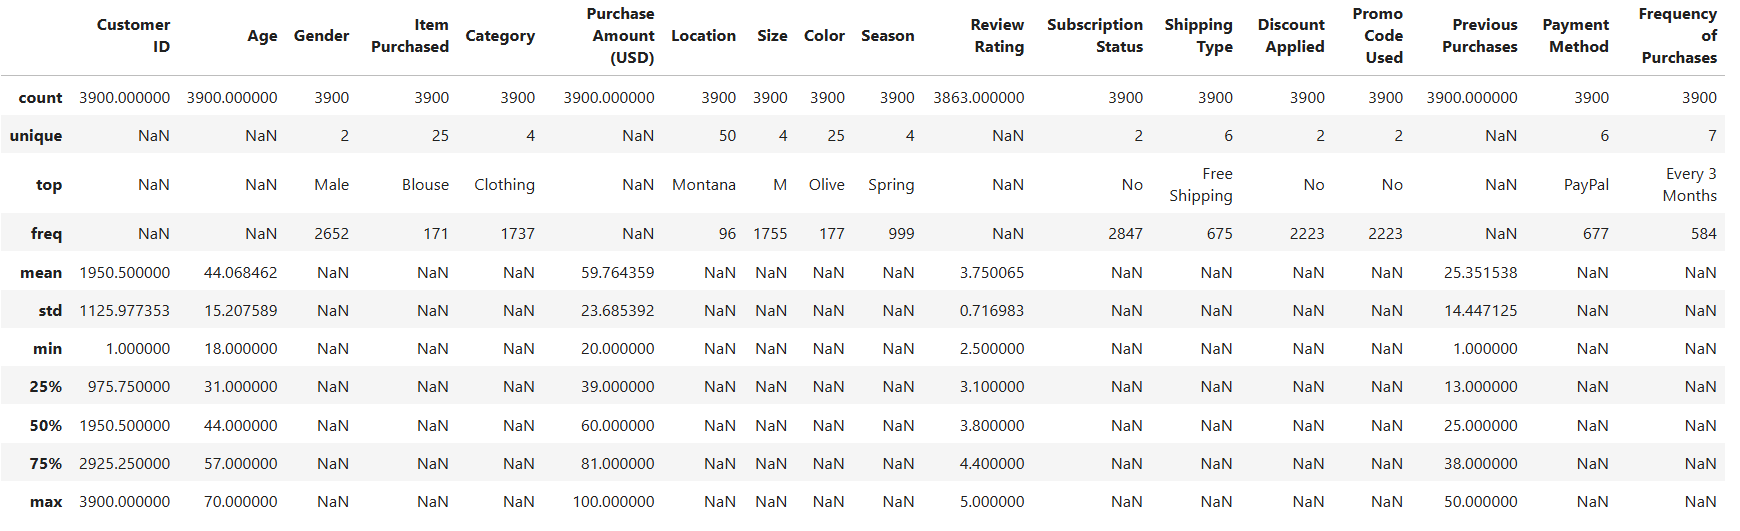 Customer ID Age Gender Item Purchased Category Purchase Amount (USD) Location Size Color Season Review Rating Subscription Status Shipping Type Discount Applied Promo Code Used Previous Purchases Payment Method Frequency of Purchases
count 3900.000000 3900.000000 3900 3900 3900 3900.000000 3900 3900 3900 3900 3863.000000 3900 3900 3900 3900 3900.000000 3900 3900
unique NaN NaN 2 25 4 NaN 50 4 25 4 NaN 2 6 2 2 NaN 6 7
top NaN NaN Male Blouse Clothing NaN Montana M Olive Spring NaN No Free Shipping No No NaN PayPal Every 3 Months
freq NaN NaN 2652 171 1737 NaN 96 1755 177 999 NaN 2847 675 2223 2223 NaN 677 584
mean 1950.500000 44.068462 NaN NaN NaN 59.764359 NaN NaN NaN NaN 3.750065 NaN NaN NaN NaN 25.351538 NaN NaN
std 1125.977353 15.207589 NaN NaN NaN 23.685392 NaN NaN NaN NaN 0.716983 NaN NaN NaN NaN 14.447125 NaN NaN
min 1.000000 18.000000 NaN NaN NaN 20.000000 NaN NaN NaN NaN 2.500000 NaN NaN NaN NaN 1.000000 NaN NaN
25% 975.750000 31.000000 NaN NaN NaN 39.000000 NaN NaN NaN NaN 3.100000 NaN NaN NaN NaN 13.000000 NaN NaN
50% 1950.500000 44.000000 NaN NaN NaN 60.000000 NaN NaN NaN NaN 3.800000 NaN NaN NaN NaN 25.000000 NaN NaN
75% 2925.250000 57.000000 NaN NaN NaN 81.000000 NaN NaN NaN NaN 4.400000 NaN NaN NaN NaN 38.000000 NaN NaN
max 3900.000000 70.000000 NaN NaN NaN 100.000000 NaN NaN NaN NaN 5.000000 NaN NaN NaN NaN 50.000000 NaN NaN